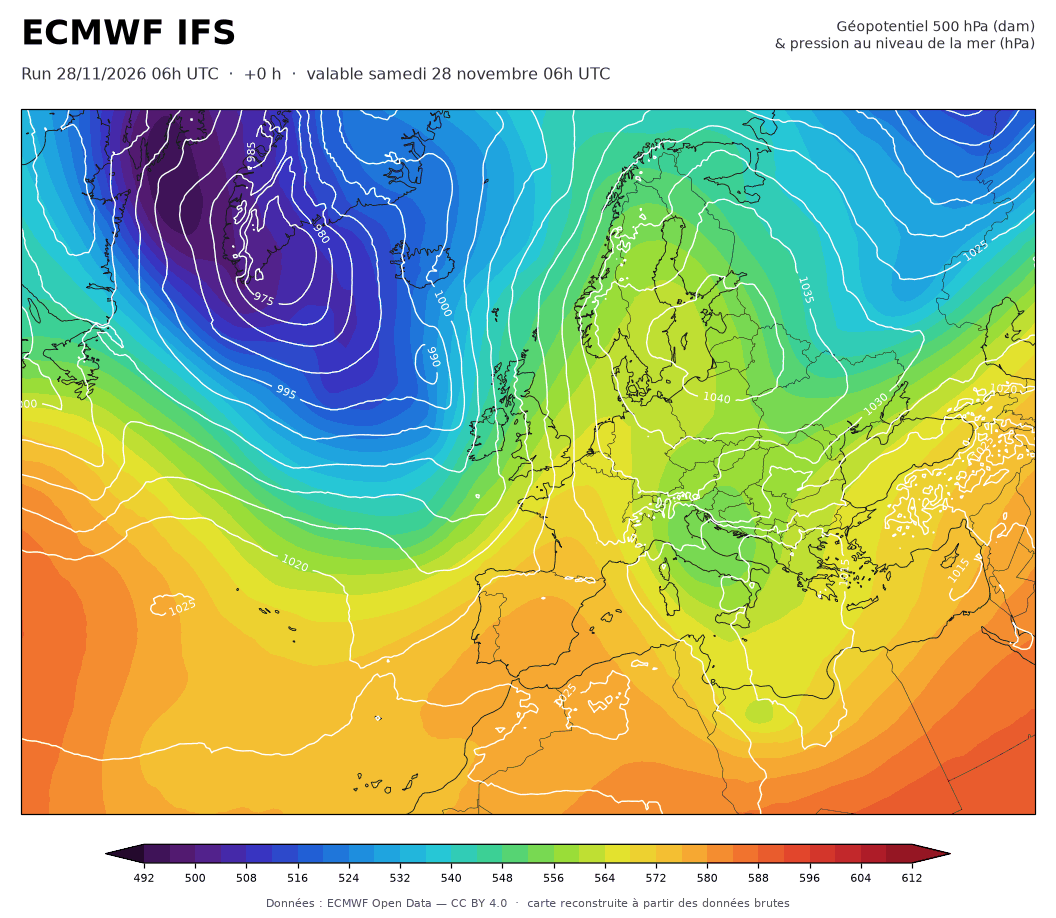 ECMWF IFS
Géopotentiel 500 hPa (dam)
& pression au niveau de la mer (hPa)
Run 28/11/2026 06h UTC · +0 h · valable samedi 28 novembre 06h UTC
985
980
975
1000
990
995
1025
1035
1040
1030
1020
1025
1025
1015
492 500 508 516 524 532 540 548 556 564 572 580 588 596 604 612
Données : ECMWF Open Data — CC BY 4.0 · carte reconstruite à partir des données brutes